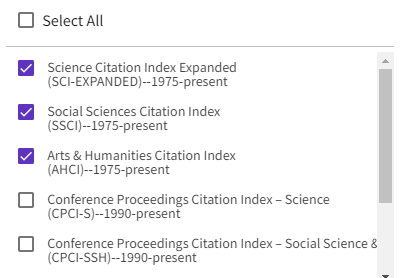 Select All
Science Citation Index Expanded
(SCI-EXPANDED)--1975-present
Social Sciences Citation Index
(SSCI)--1975-present
Arts & Humanities Citation Index
(AHCI)--1975-present
Conference Proceedings Citation Index – Science
(CPCI-S)--1990-present
Conference Proceedings Citation Index – Social Science &
(CPCI-SSH)--1990-present